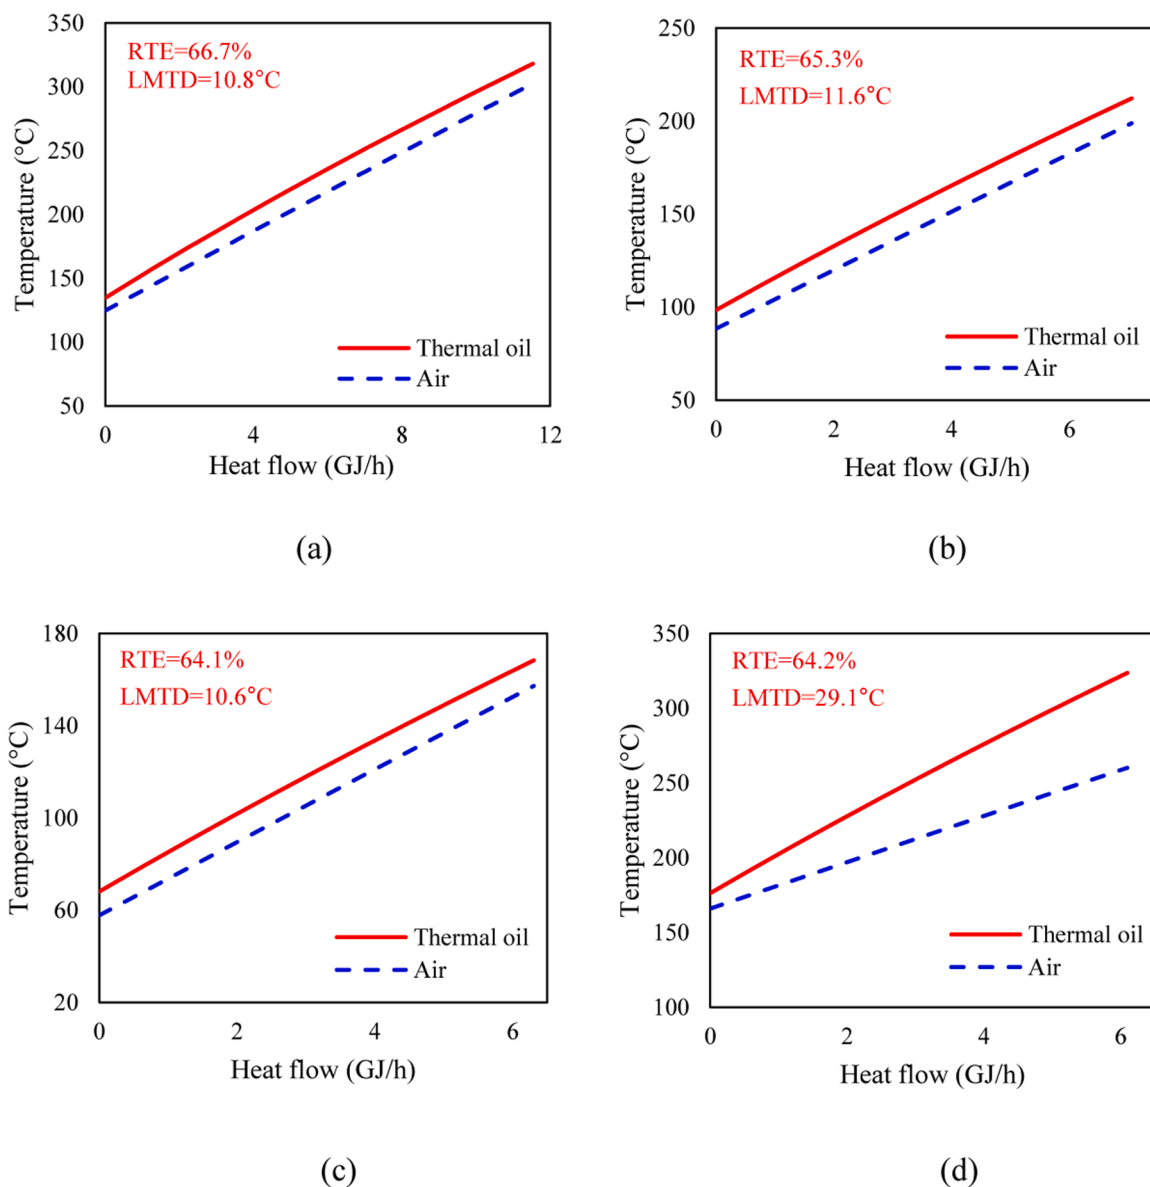 RTE=66.7%
LMTD=10.8°C
350
300
250
200
150
100
50
Temperature (°C)
Thermal oil
Air
0 4 8 12
Heat flow (GJ/h)
(a)
RTE=65.3%
LMTD=11.6°C
250
200
150
100
50
Temperature (°C)
Thermal oil
Air
0 2 4 6
Heat flow (GJ/h)
(b)
RTE=64.1%
LMTD=10.6°C
180
140
100
60
20
Temperature (°C)
Thermal oil
Air
0 2 4 6
Heat flow (GJ/h)
(c)
RTE=64.2%
LMTD=29.1°C
350
300
250
200
150
100
Temperature (°C)
Thermal oil
Air
0 2 4 6
Heat flow (GJ/h)
(d)